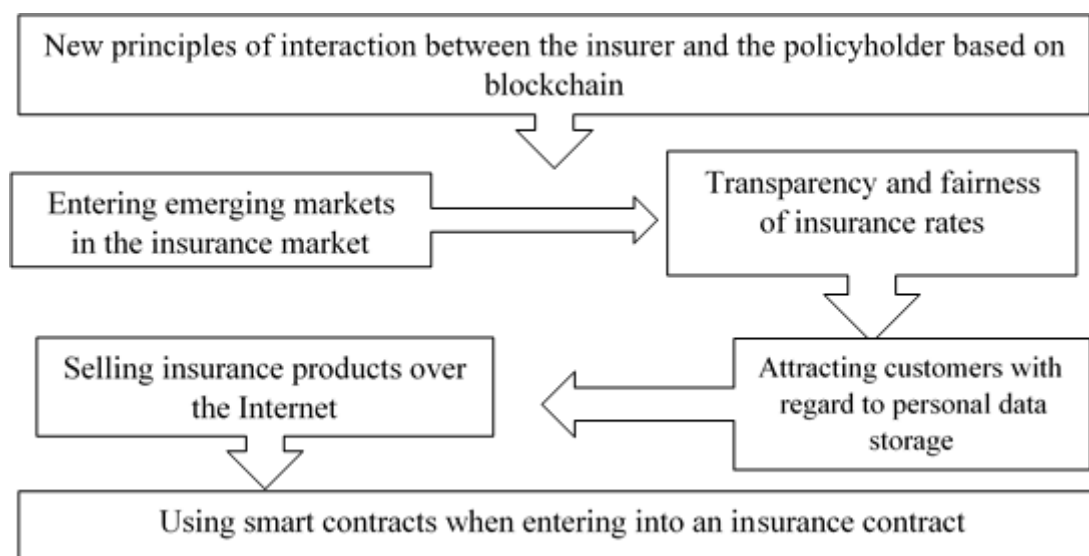 New principles of interaction between the insurer and the policyholder based on
blockchain
Entering emerging markets
in the insurance market
Transparency and fairness
of insurance rates
Selling insurance products over
the Internet
Attracting customers with
regard to personal data
storage
Using smart contracts when entering into an insurance contract